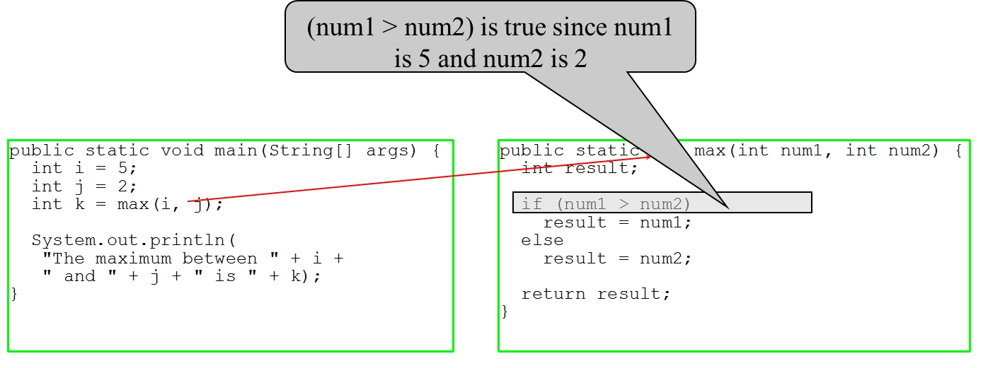 (num1 > num2) is true since num1
is 5 and num2 is 2
public static void main(String[] args) {
  int i = 5;
  int j = 2;
  int k = max(i, j);
  System.out.println(
   "The maximum between " + i +
   " and " + j + " is " + k);
}
public static max(int num1, int num2) {
  int result;
  if (num1 > num2)
    result = num1;
  else
    result = num2;
  return result;
}